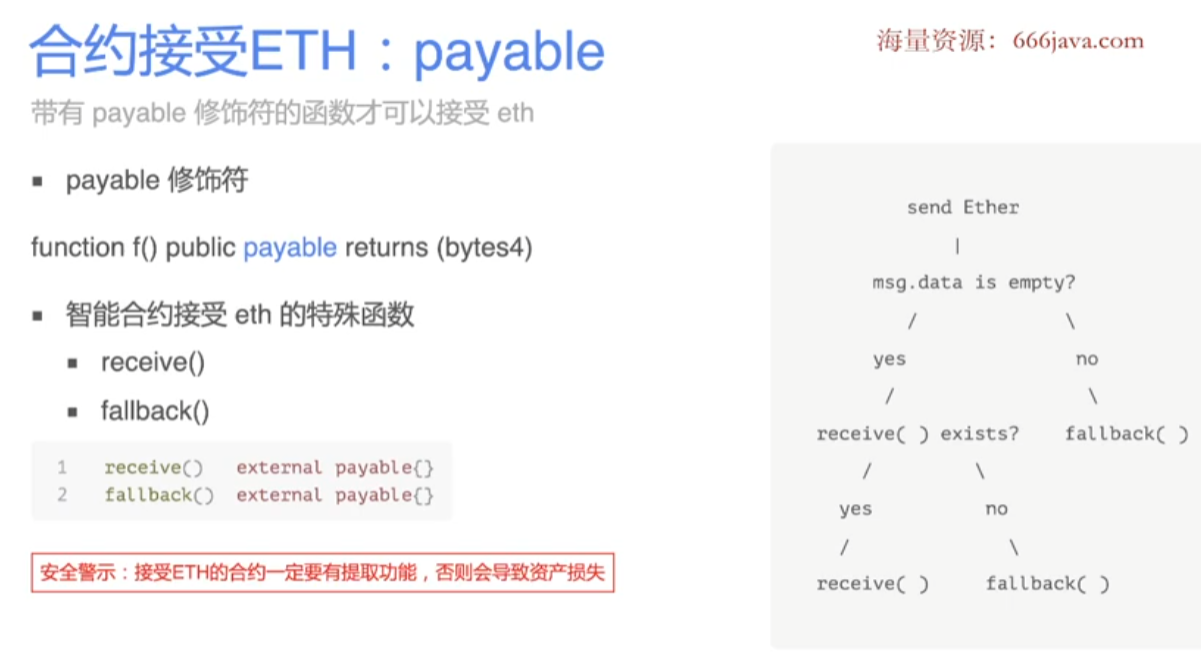 合约接受ETH：payable
海量资源：666java.com
带有 payable 修饰符的函数才可以接受 eth
▪ payable 修饰符
function f() public payable returns (bytes4)
▪ 智能合约接受 eth 的特殊函数
▪ receive()
▪ fallback()
1 receive() external payable{}
2 fallback() external payable{}
安全警示：接受ETH的合约一定要有提取功能，否则会导致资产损失
send Ether
|
msg.data is empty?
/ \
yes no
/ \
receive( ) exists? fallback( )
/ \
yes no
/ \
receive( ) fallback( )